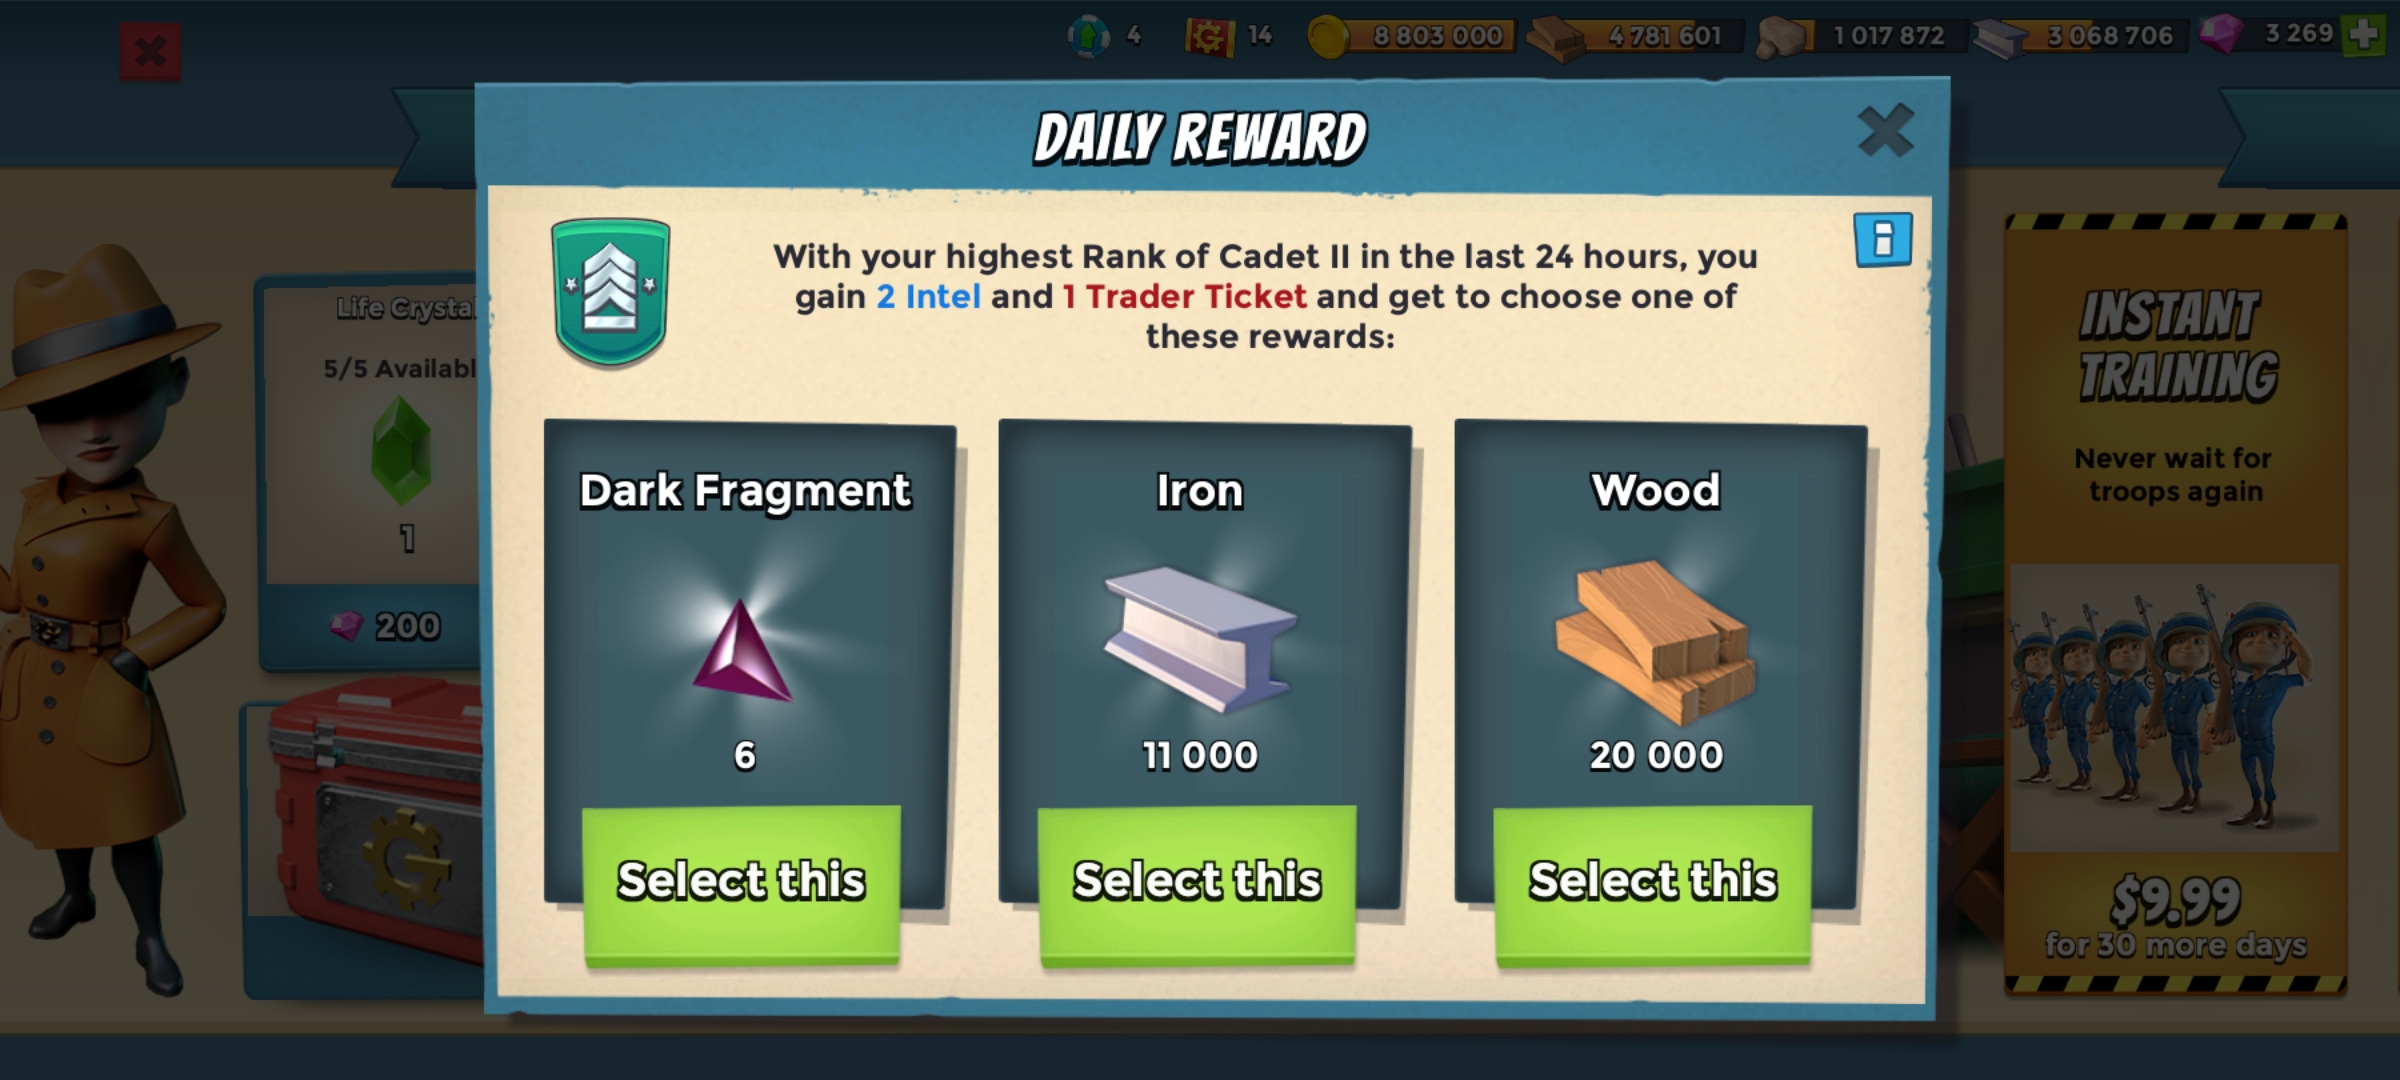 4
14
8 803 000
4 781 601
1 017 872
3 068 706
3 269
DAILY REWARD
With your highest Rank of Cadet II in the last 24 hours, you
gain 2 Intel and 1 Trader Ticket and get to choose one of
these rewards:
Life Crystal
5/5 Availabl
1
200
Dark Fragment
6
Select this
Iron
11 000
Select this
Wood
20 000
Select this
INSTANT
TRAINING
Never wait for
troops again
$9.99
for 30 more days